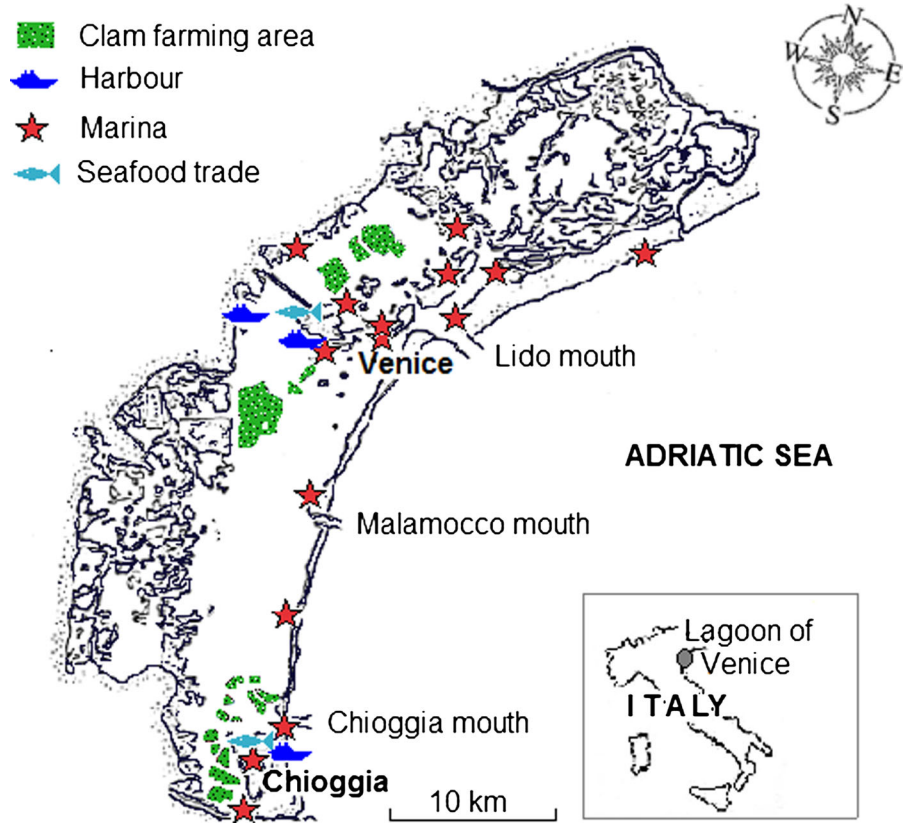 Clam farming area
Harbour
Marina
Seafood trade
N
W
E
S
Venice
Lido mouth
ADRIATIC SEA
Malamocco mouth
Chioggia mouth
Chioggia
10 km
Lagoon of
Venice
ITALY